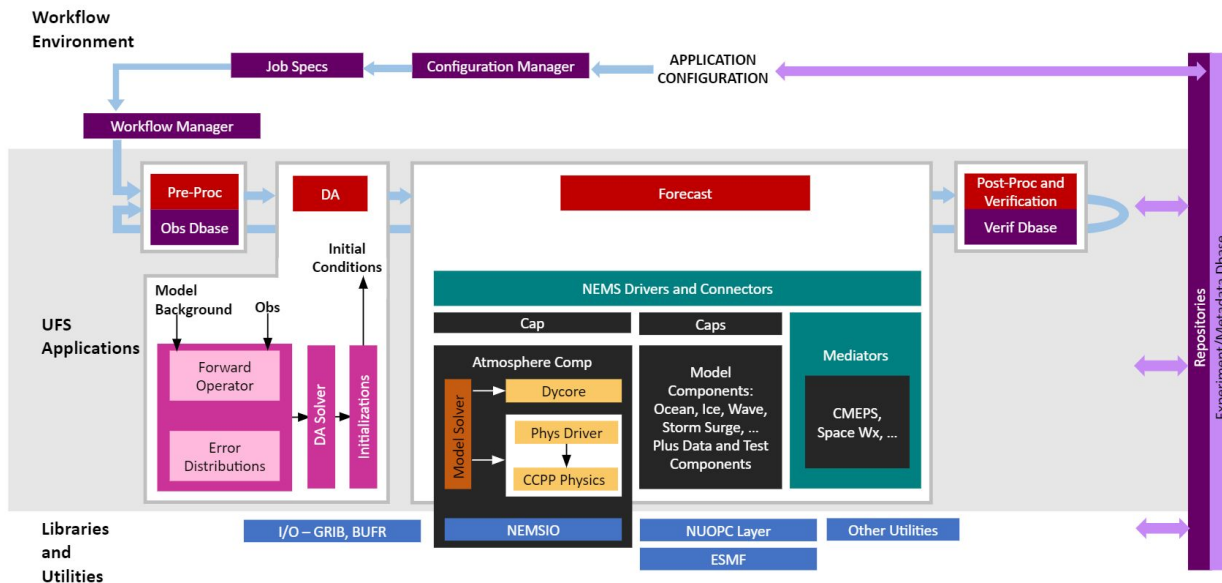 Workflow
Environment
Job Specs
Configuration Manager
APPLICATION
CONFIGURATION
Workflow Manager
Pre-Proc
Obs Dbase
DA
Forecast
Post-Proc and
Verification
Verif Dbase
Initial
Conditions
Model
Background
Obs
UFS
Applications
Forward
Operator
Error
Distributions
DA Solver
Initializations
NEMS Drivers and Connectors
Cap
Caps
Atmosphere Comp
Model Solver
Dycore
Phys Driver
CCPP Physics
Model
Components:
Ocean, Ice, Wave,
Storm Surge, ...
Plus Data and Test
Components
Mediators
CMEPS,
Space Wx, ...
Repositories
Experiment/Metadata Dbase
Libraries
and
Utilities
I/O – GRIB, BUFR
NEMSIO
NUOPC Layer
Other Utilities
ESMF